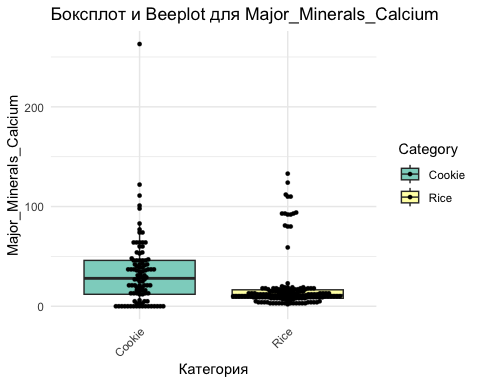 Боксплот и Beeplot для Major_Minerals_Calcium
Major_Minerals_Calcium
200
100
0
Cookie
Rice
Категория
Category
Cookie
Rice